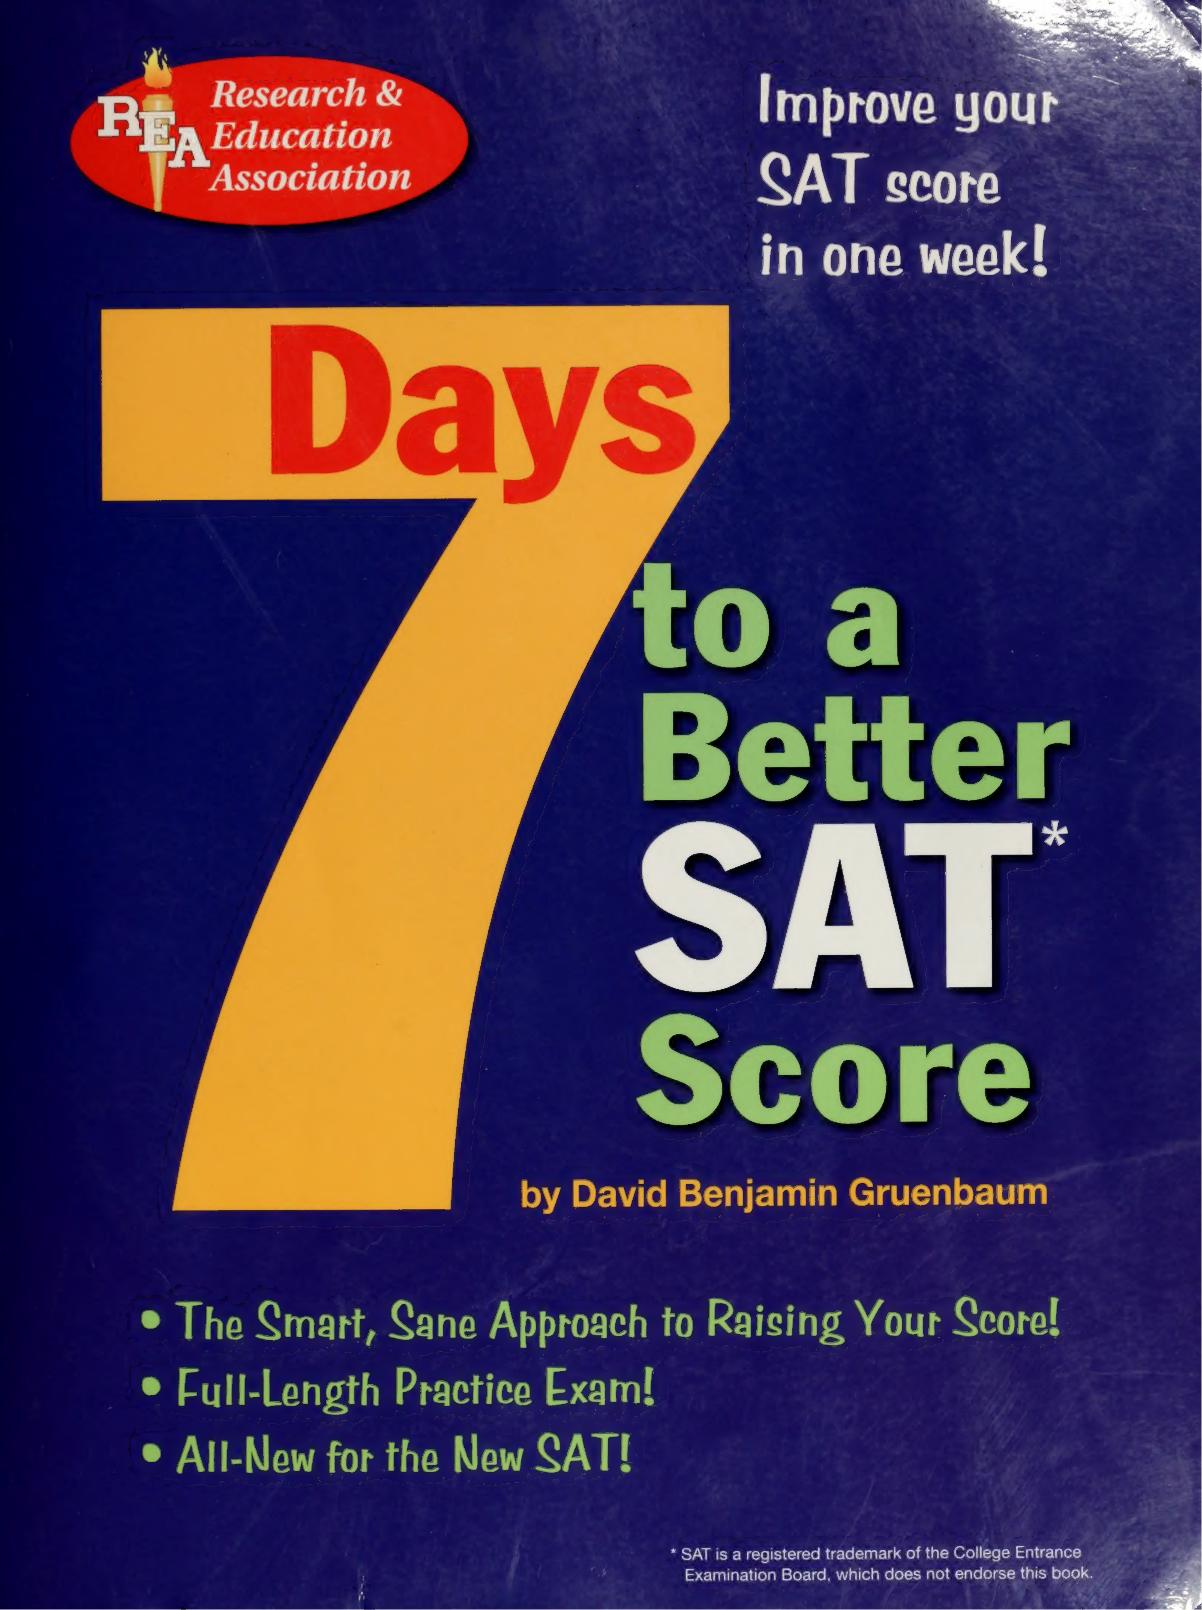 REA
Research &
Education
Association
Improve your
SAT score
in one week!
7
Days
to a
Better
SAT*
Score
by David Benjamin Gruenbaum
• The Smart, Sane Approach to Raising Your Score!
• Full-Length Practice Exam!
• All-New for the New SAT!
* SAT is a registered trademark of the College Entrance
Examination Board, which does not endorse this book.